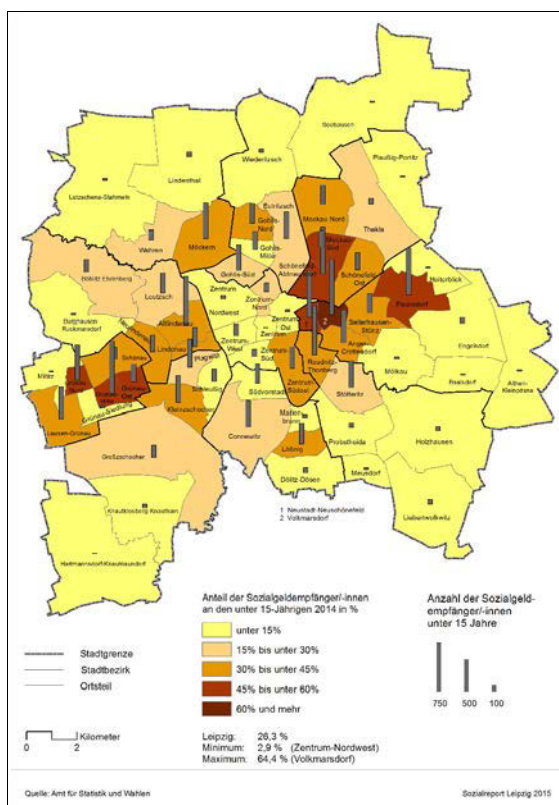 Seehausen
Wiederitzsch
Plaußig-Portitz
Lindenthal
Lützschena-Stahmeln
Eutritzsch
Mockau-Nord
Thekla
Gohlis-Nord
Wahren
Möckern
Gohlis-Mitte
Mockau-Süd
Schönefeld-Abtnaundorf
Schönefeld-Ost
Gohlis-Süd
Heiterblick
Böhlitz-Ehrenberg
Zentrum-Nord
Paunsdorf
Leutzsch
Zentrum-Nordwest
Sellerhausen-Stünz
Burghausen-Rückmarsdorf
Altlindenau
Zentrum-Ost
Engelsdorf
Anger-Crottendorf
Lindenau
Zentrum-West
Schönau
Zentrum-Süd
Reudnitz-Thonberg
Mölkau
Miltitz
Grünau-Ost
Schleußig
Zentrum-Südost
Baalsdorf
Althen-Kleinpösna
Grünau-Siedlung
Südvorstadt
Stötteritz
Lausen-Grünau
Kleinzschocher
Marienbrunn
Connewitz
Probstheida
Holzhausen
Großzschocher
Lößnig
Meusdorf
Dölitz-Dösen
Knautkleeberg-Knauthain
Liebertwolkwitz
1 Neustadt-Neuschönefeld
2 Volkmarsdorf
Hartmannsdorf-Knautnaundorf
Anteil der Sozialgeldempfänger/-innen
an den unter 15-Jährigen 2014 in %
unter 15%
15% bis unter 30%
30% bis unter 45%
45% bis unter 60%
60% und mehr
Anzahl der Sozialgeld-
empfänger/-innen
unter 15 Jahre
750 500 100
Stadtgrenze
Stadtbezirk
Ortsteil
0 2 Kilometer
Leipzig: 26,3 %
Minimum: 2,9 % (Zentrum-Nordwest)
Maximum: 64,4 % (Volkmarsdorf)
Quelle: Amt für Statistik und Wahlen
Sozialreport Leipzig 2015